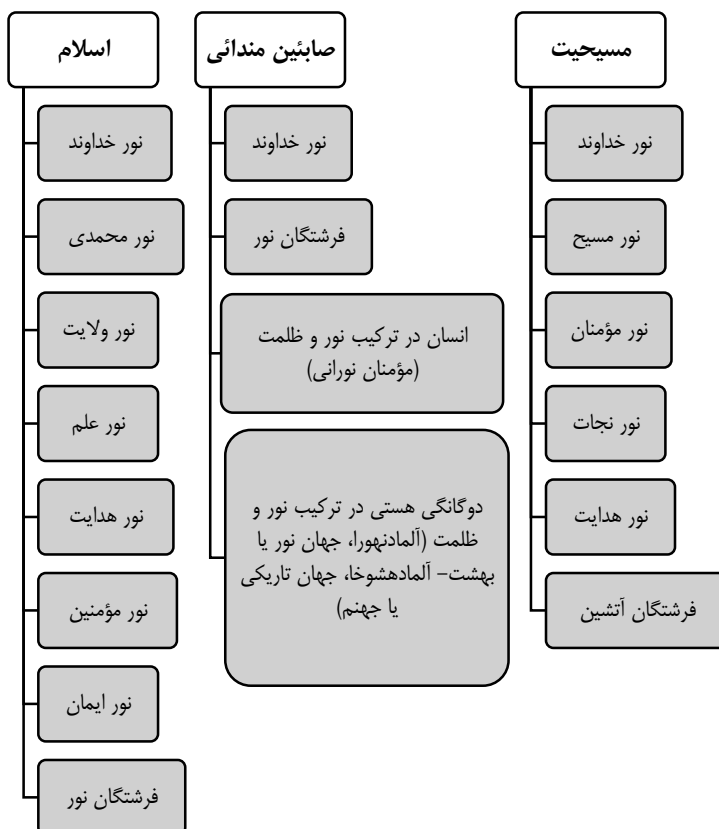 مسیحیت
نور خداوند
نور مسیح
نور مؤمنان
نور نجات
نور هدایت
فرشتگان آتشین
صابئین مندائی
نور خداوند
فرشتگان نور
انسان در ترکیب نور و ظلمت
(مؤمنان نورانی)
دوگانگی هستی در ترکیب نور و
ظلمت (آلمادنهورا، جهان نور یا
بهشت– آلمادهشوخا، جهان تاریکی
یا جهنم)
اسلام
نور خداوند
نور محمدی
نور ولایت
نور علم
نور هدایت
نور مؤمنین
نور ایمان
فرشتگان نور